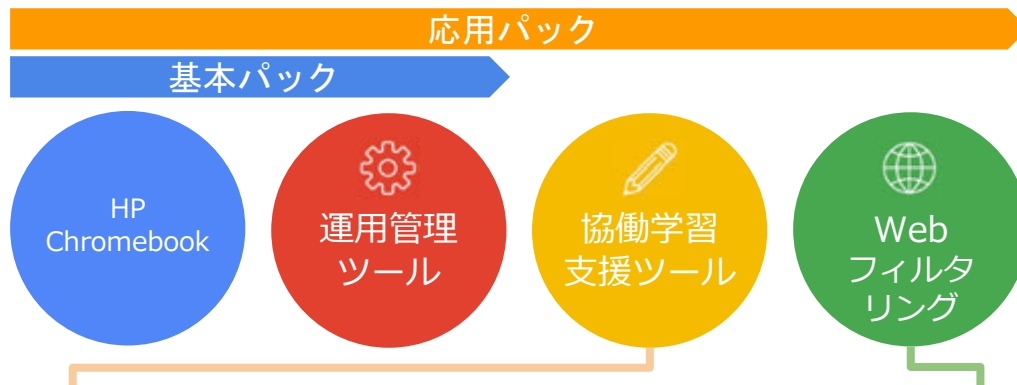 応用パック
基本パック
HP
Chromebook
運用管理
ツール
協働学習
支援ツール
Web
フィルタ
リング